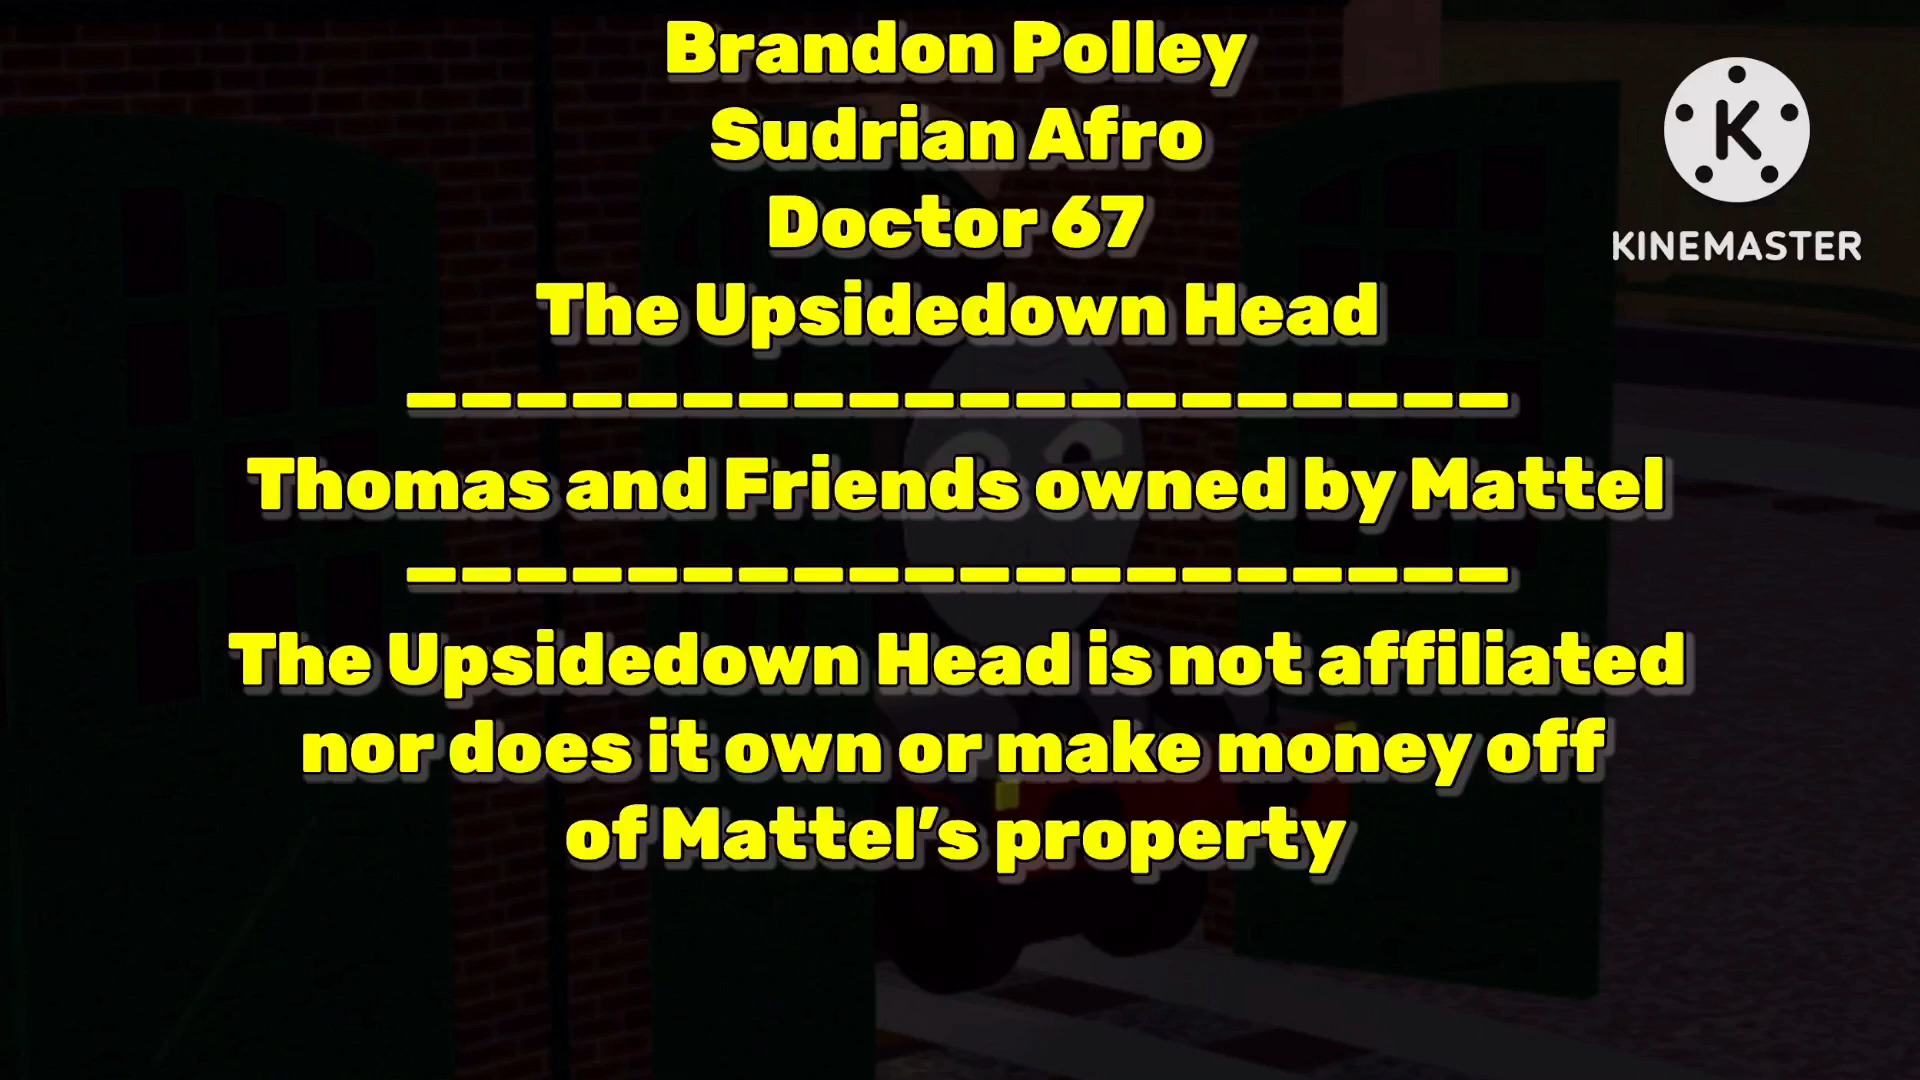 Brandon Polley
Sudrian Afro
Doctor 67
The Upsidedown Head
––––––––––––––––––––
Thomas and Friends owned by Mattel
––––––––––––––––––––
The Upsidedown Head is not affiliated
nor does it own or make money off
of Mattel's property
K
KINEMASTER